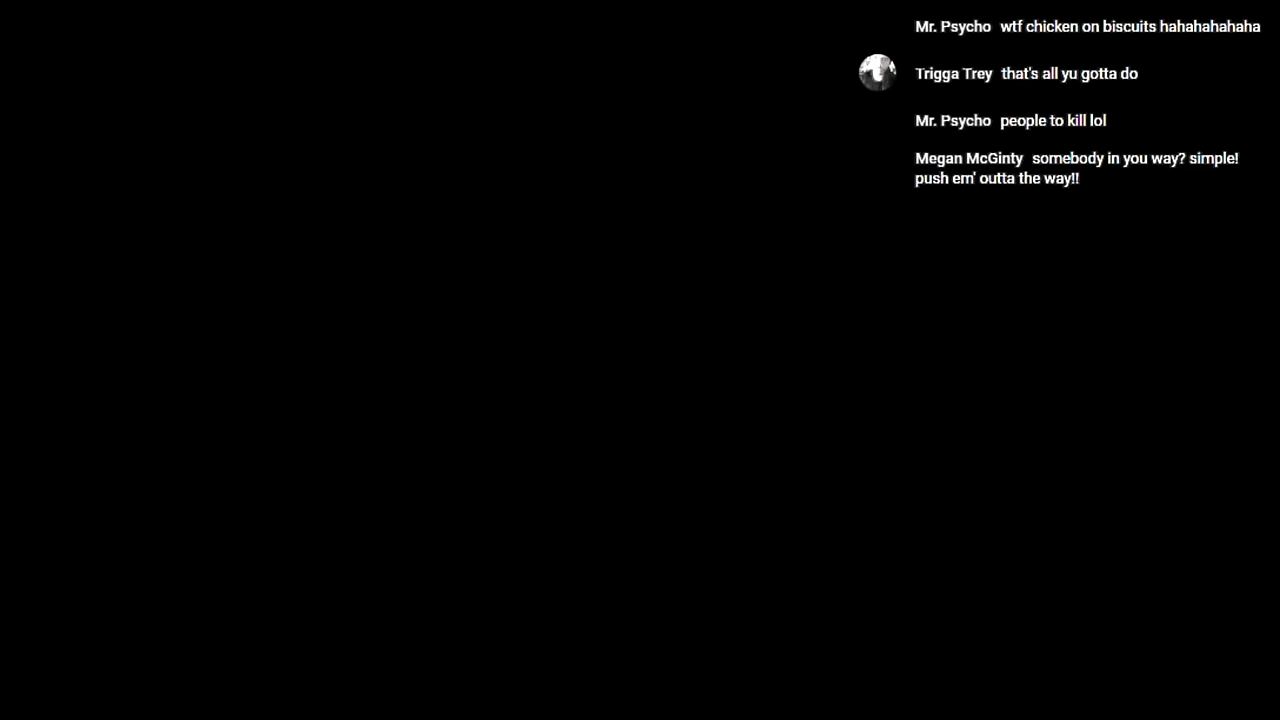 Mr. Psycho wtf chicken on biscuits hahahahahaha
Trigga Trey that's all yu gotta do
Mr. Psycho people to kill lol
Megan McGinty somebody in you way? simple!
push em' outta the way!!